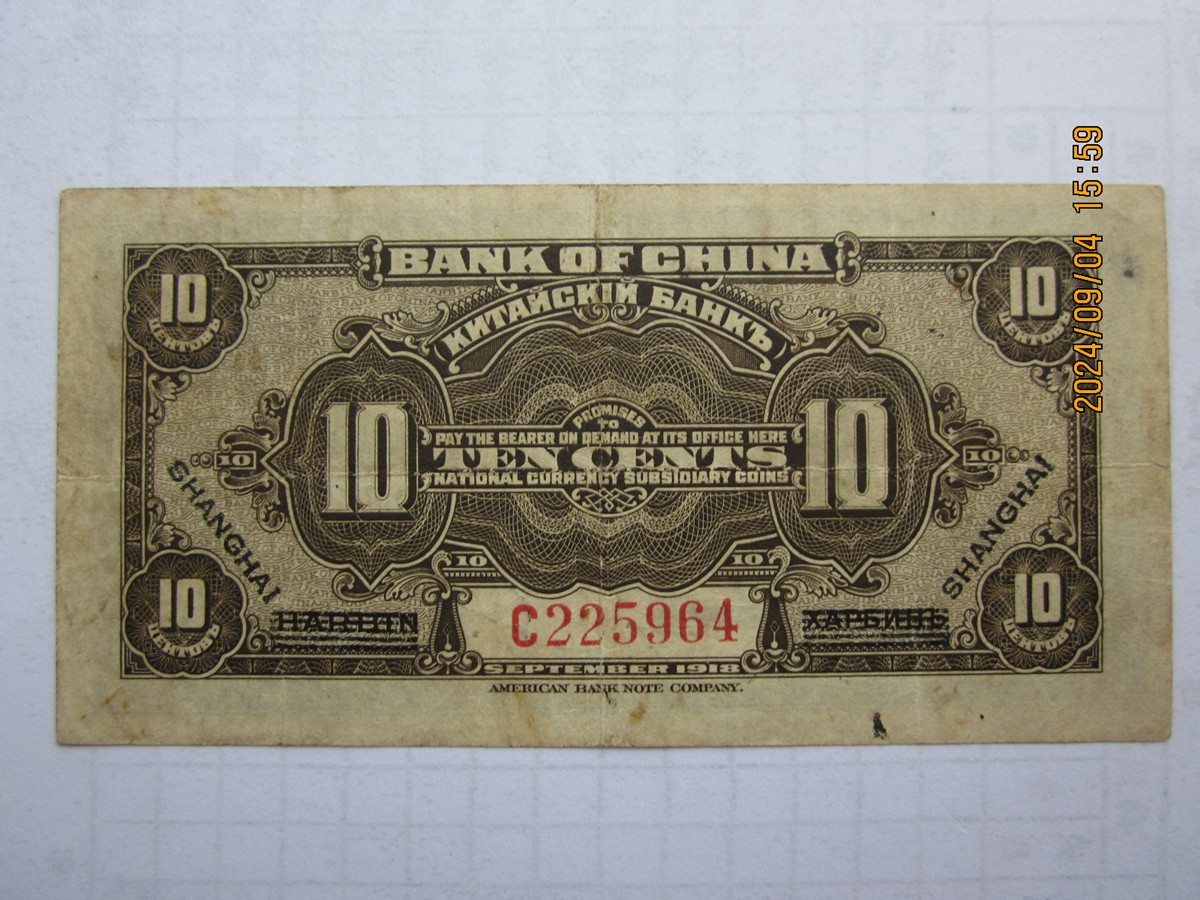 BANK OF CHINA
КИТАЙСКІЙ БАНКЪ
10
ЦЕНТОВЪ
10
ЦЕНТОВЪ
10
10
PROMISES
TO
PAY THE BEARER ON DEMAND AT ITS OFFICE HERE
TEN CENTS
NATIONAL CURRENCY SUBSIDIARY COINS
10
10
SHANGHAI
SHANGHAI
10
10
10
ЦЕНТОВЪ
10
ЦЕНТОВЪ
HARBIN
ХАРБИНЪ
C225964
SEPTEMBER 1918
AMERICAN BANK NOTE COMPANY.
2024/09/04 15:59